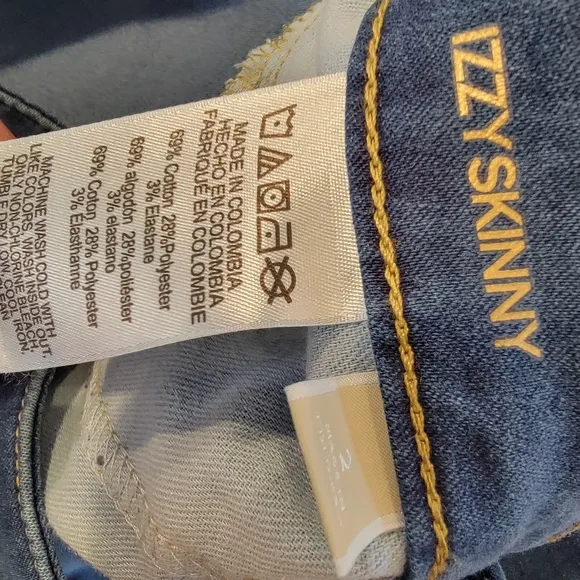 IZZY SKINNY
MADE IN COLOMBIA
HECHO EN COLOMBIA
FABRIQUÉ EN COLOMBIE
69% Cotton 28%Polyester
3% Elastane
69% algodón 28%poliéster
3% elastano
69% Coton 28% Polyester
3% Élasthanne
MACHINE WASH COLD WITH
LIKE COLORS, WASH INSIDE OUT.
ONLY NON-CHLORINE BLEACH,
TUMBLE DRY LOW, COOL IRON,
2